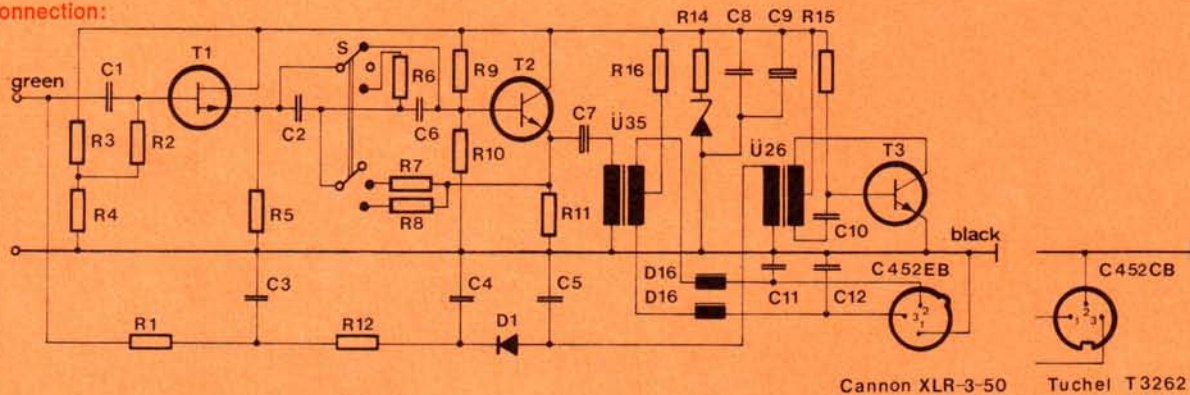 onnection:
R14 C8 C9 R15
T1 S T2
green C1 R6 R9 R16
C7 Ü35
R3 R2 C2 C6 Ü26 T3
R10
R7
R4 R5 R8 R11 C10
black
D16 C452EB C452CB
C3 C4 C5 D16 C11 C12
3 2 1
1 2 3
R1 R12 D1
Cannon XLR-3-50 Tuchel T3262